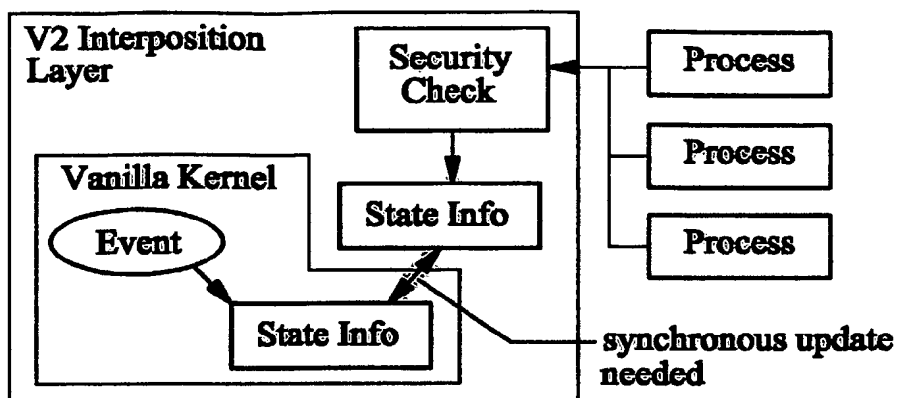 V2 Interposition
Layer
Security
Check
Process
Process
Process
Vanilla Kernel
State Info
Event
State Info
synchronous update
needed